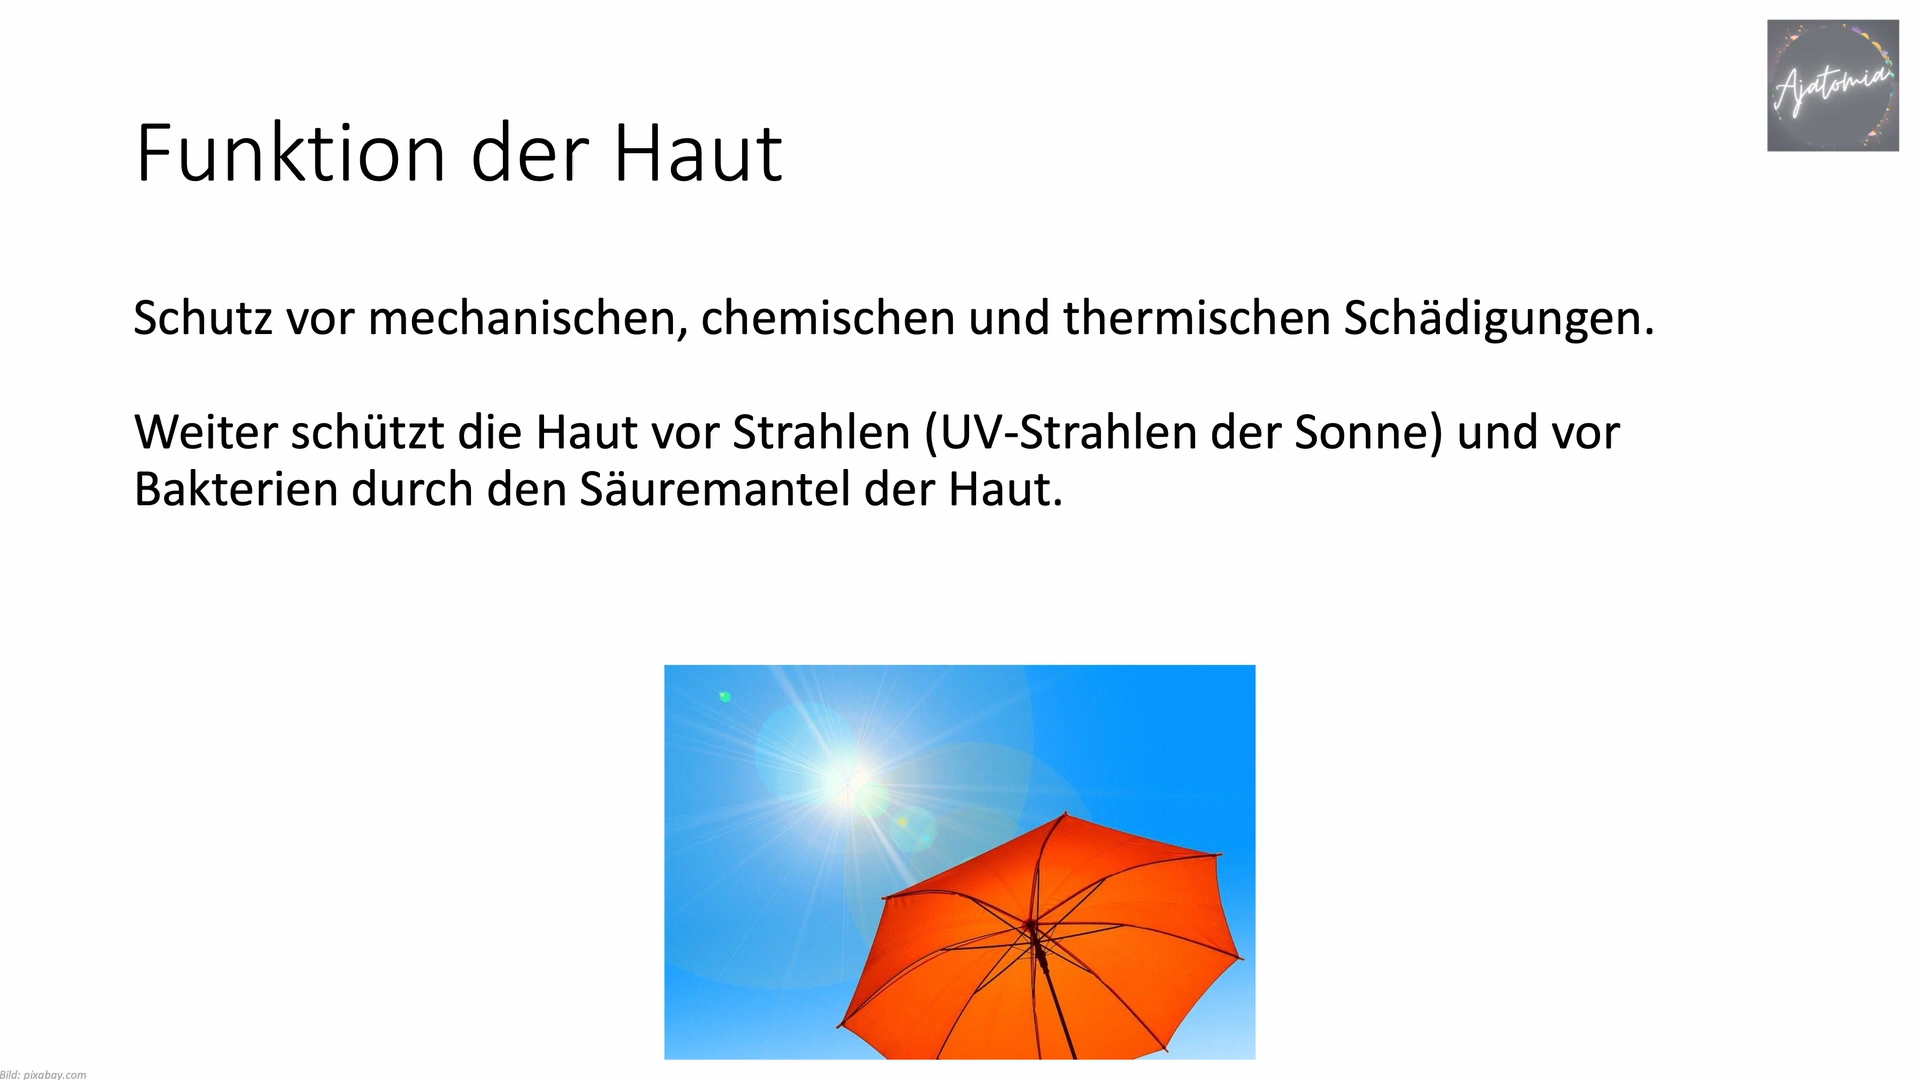 Ajatomia
Funktion der Haut
Schutz vor mechanischen, chemischen und thermischen Schädigungen.
Weiter schützt die Haut vor Strahlen (UV-Strahlen der Sonne) und vor
Bakterien durch den Säuremantel der Haut.
Bild: pixabay.com